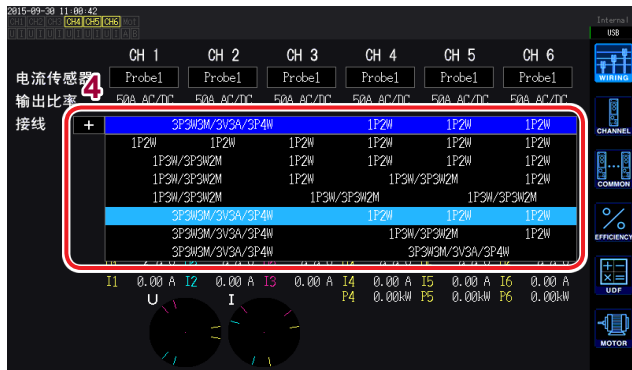 2015-09-30 11:00:42
CH1 CH2 CH3 CH4 CH5 CH6 Mot
U I U I U I U I U I U I A B
Internal
USB
CH 1 CH 2 CH 3 CH 4 CH 5 CH 6
电流传感器 Probe1 Probe1 Probe1 Probe1 Probe1 Probe1
4
输出比率 50A AC/DC 50A AC/DC 50A AC/DC 50A AC/DC 50A AC/DC 50A AC/DC
接线 + 3P3W3M/3V3A/3P4W 1P2W 1P2W 1P2W
1P2W 1P2W 1P2W 1P2W 1P2W 1P2W
1P3W/3P3W2M 1P2W 1P2W 1P2W 1P2W
1P3W/3P3W2M 1P2W 1P3W/3P3W2M 1P2W
1P3W/3P3W2M 1P3W/3P3W2M 1P3W/3P3W2M
3P3W3M/3V3A/3P4W 1P2W 1P2W 1P2W
3P3W3M/3V3A/3P4W 1P3W/3P3W2M 1P2W
3P3W3M/3V3A/3P4W 3P3W3M/3V3A/3P4W
I1 0.00 A I2 0.00 A I3 0.00 A I4 0.00 A I5 0.00 A I6 0.00 A
P4 0.00kW P5 0.00kW P6 0.00kW
U I
WIRING
CHANNEL
COMMON
EFFICIENCY
UDF
MOTOR